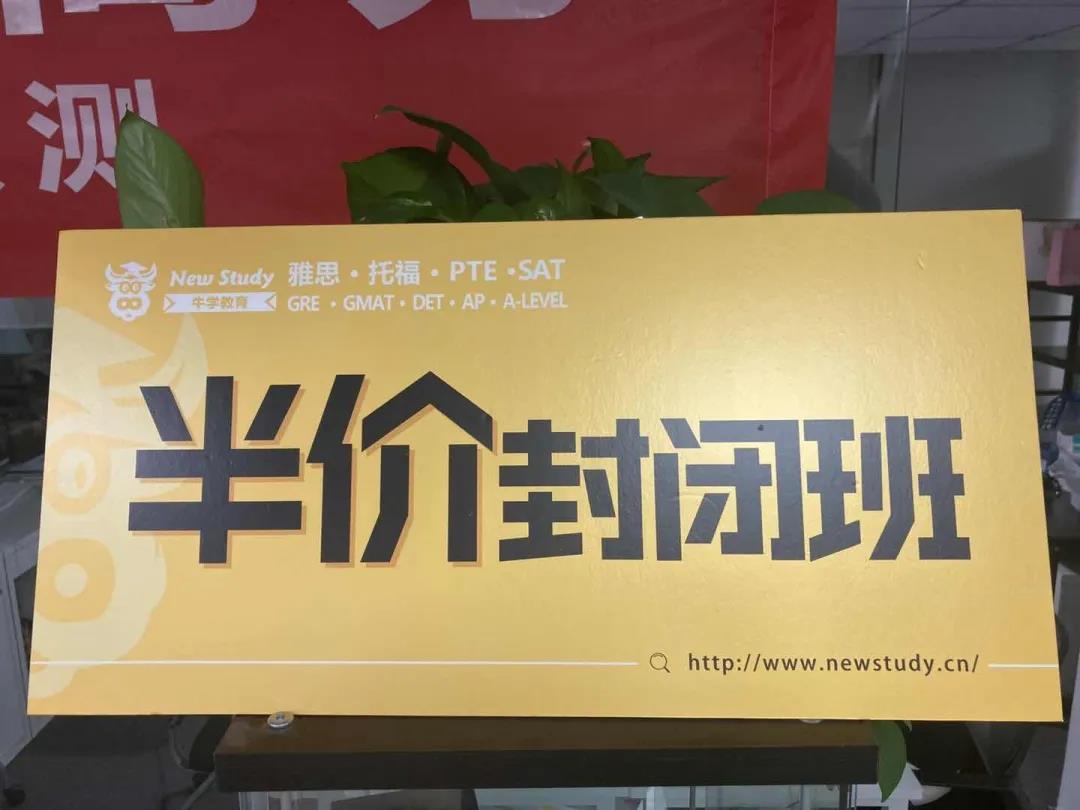 测
New Study
牛学教育
雅思·托福·PTE·SAT
GRE·GMAT·DET·AP·A-LEVEL
半价封闭班
http://www.newstudy.cn/